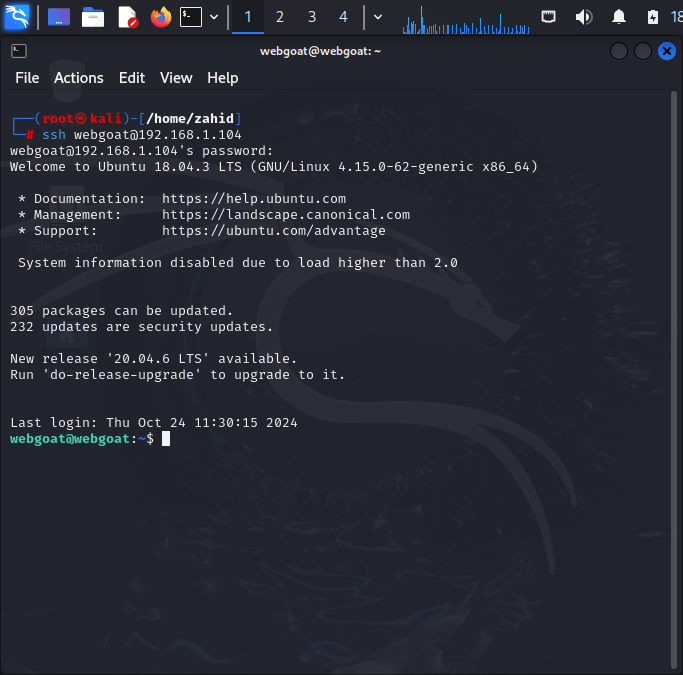 1 2 3 4
18
webgoat@webgoat: ~
File Actions Edit View Help
┌──(root㉿kali)-[/home/zahid]
└─# ssh webgoat@192.168.1.104
webgoat@192.168.1.104's password:
Welcome to Ubuntu 18.04.3 LTS (GNU/Linux 4.15.0-62-generic x86_64)
* Documentation:  https://help.ubuntu.com
* Management:     https://landscape.canonical.com
* Support:        https://ubuntu.com/advantage
File System
System information disabled due to load higher than 2.0
305 packages can be updated.
232 updates are security updates.
New release '20.04.6 LTS' available.
Run 'do-release-upgrade' to upgrade to it.
Last login: Thu Oct 24 11:30:15 2024
webgoat@webgoat:~$